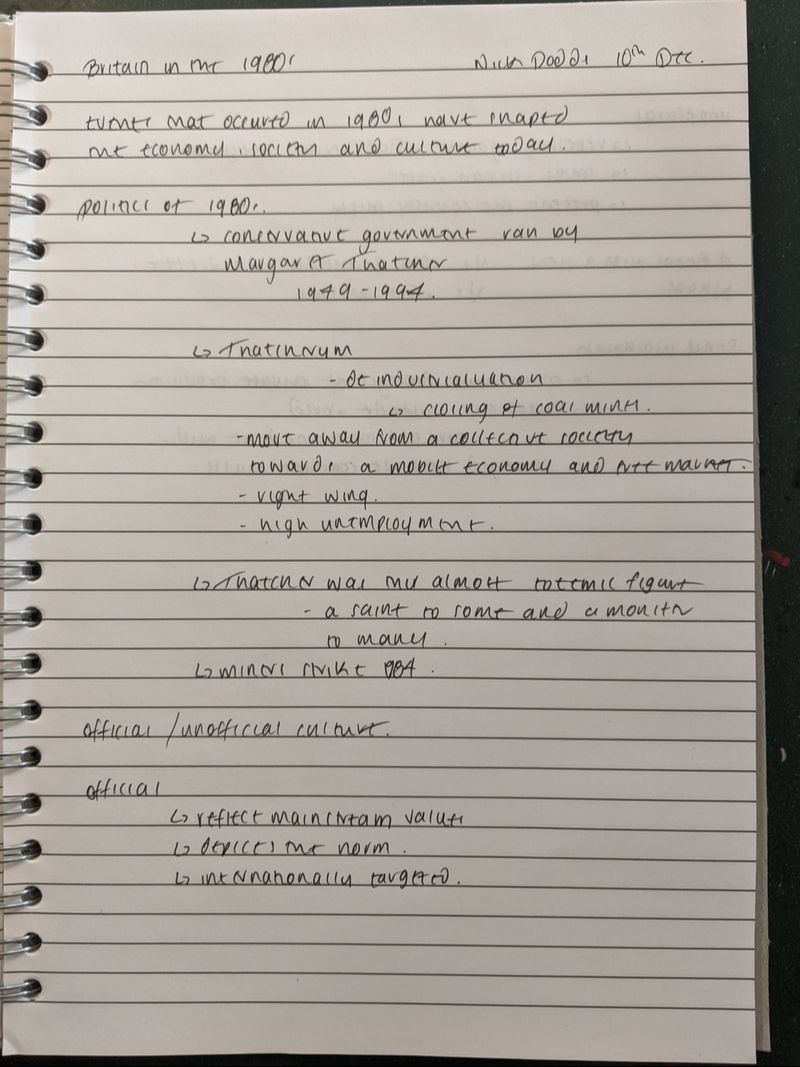 Britain in the 1980s Nick Dodds 10th Dec.
Events that occured in 1980s have shaped
the economy, society and culture today.
Politics of 1980s.
↳ conservative government ran by
Margaret Thatcher
1979-1994.
↳ Thatcherism
- de industrialisation
↳ closing of coal mines.
- move away from a collective society
towards a mobile economy and free market.
- right wing.
- high unemployment.
↳ Thatcher was this almost totemic figure
- a saint to some and a monster
to many.
↳ miners strike 1984.
official/unofficial culture.
official
↳ reflect mainstream values
↳ depicts the norm.
↳ internationally targeted.